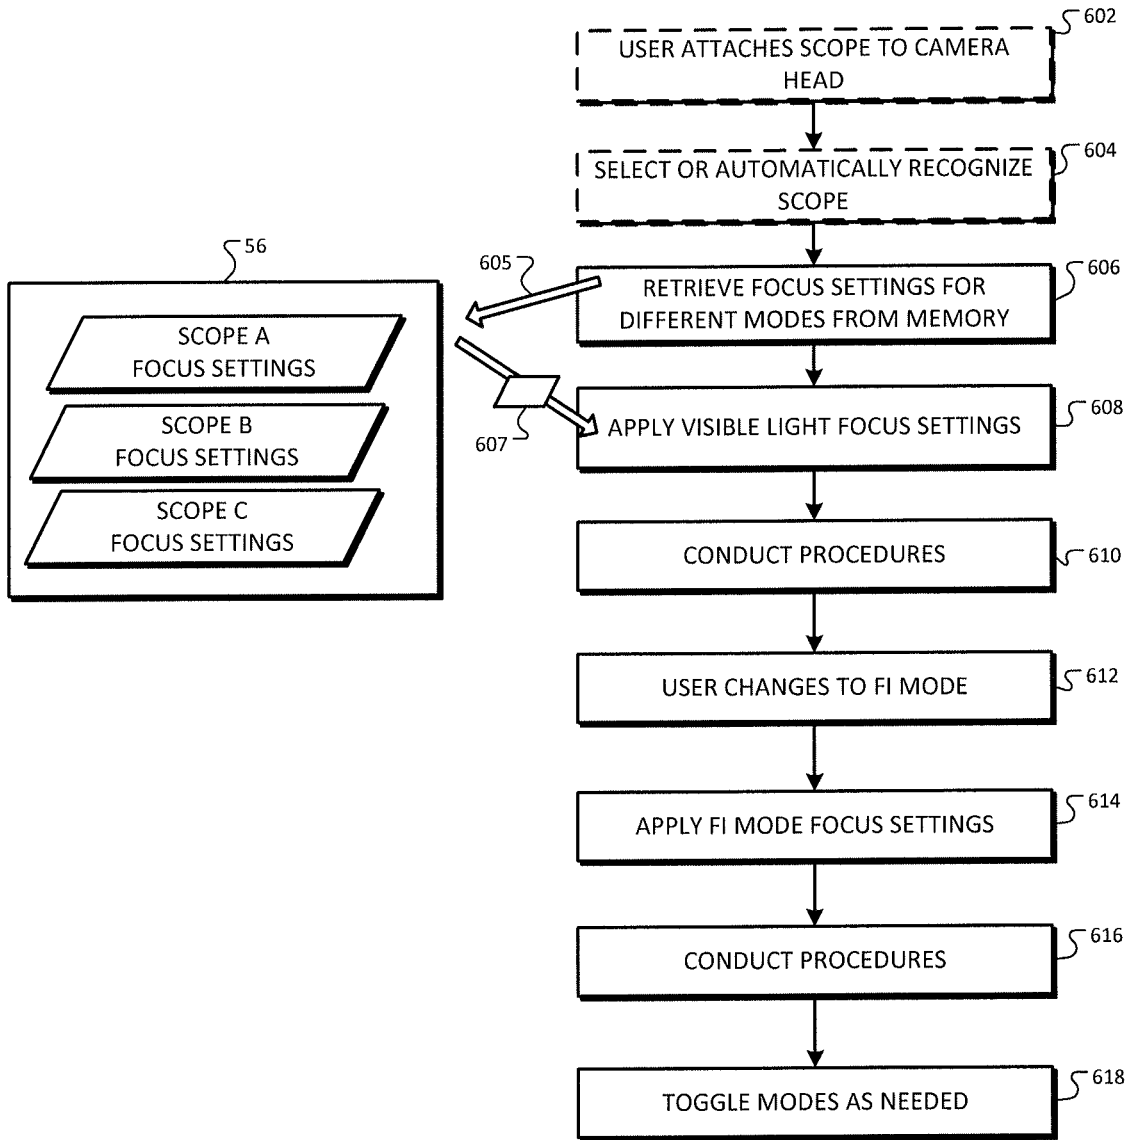 602
USER ATTACHES SCOPE TO CAMERA
HEAD
604
SELECT OR AUTOMATICALLY RECOGNIZE
SCOPE
56
605
606
RETRIEVE FOCUS SETTINGS FOR
DIFFERENT MODES FROM MEMORY
SCOPE A
FOCUS SETTINGS
SCOPE B
FOCUS SETTINGS
SCOPE C
FOCUS SETTINGS
607
608
APPLY VISIBLE LIGHT FOCUS SETTINGS
CONDUCT PROCEDURES
610
USER CHANGES TO FI MODE
612
APPLY FI MODE FOCUS SETTINGS
614
CONDUCT PROCEDURES
616
TOGGLE MODES AS NEEDED
618